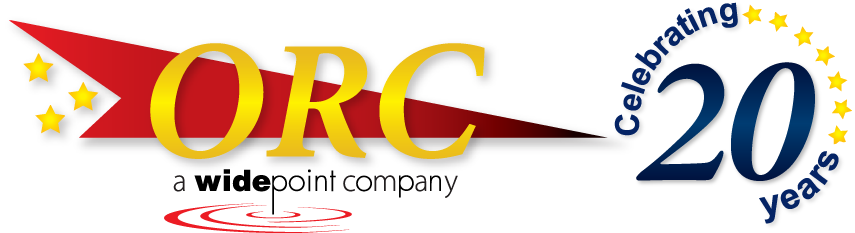 ORC
a widepoint company
Celebrating
20
years